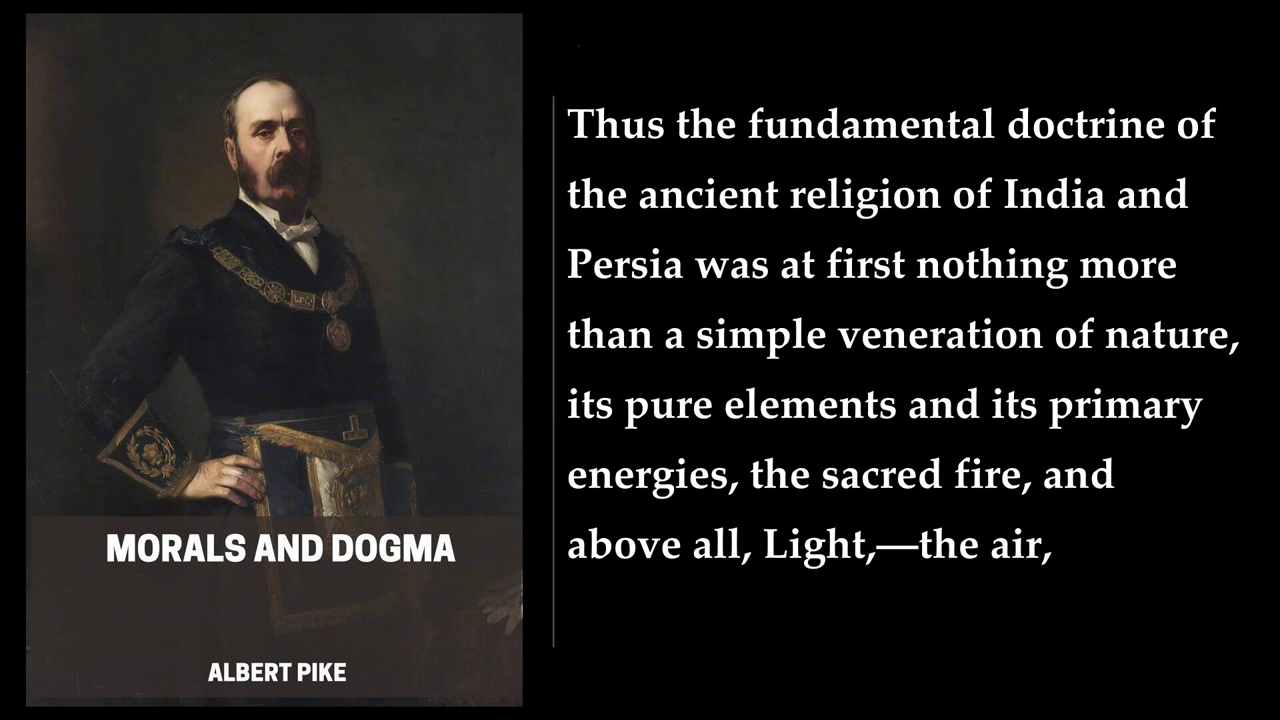 MORALS AND DOGMA
ALBERT PIKE
Thus the fundamental doctrine of
the ancient religion of India and
Persia was at first nothing more
than a simple veneration of nature,
its pure elements and its primary
energies, the sacred fire, and
above all, Light,—the air,